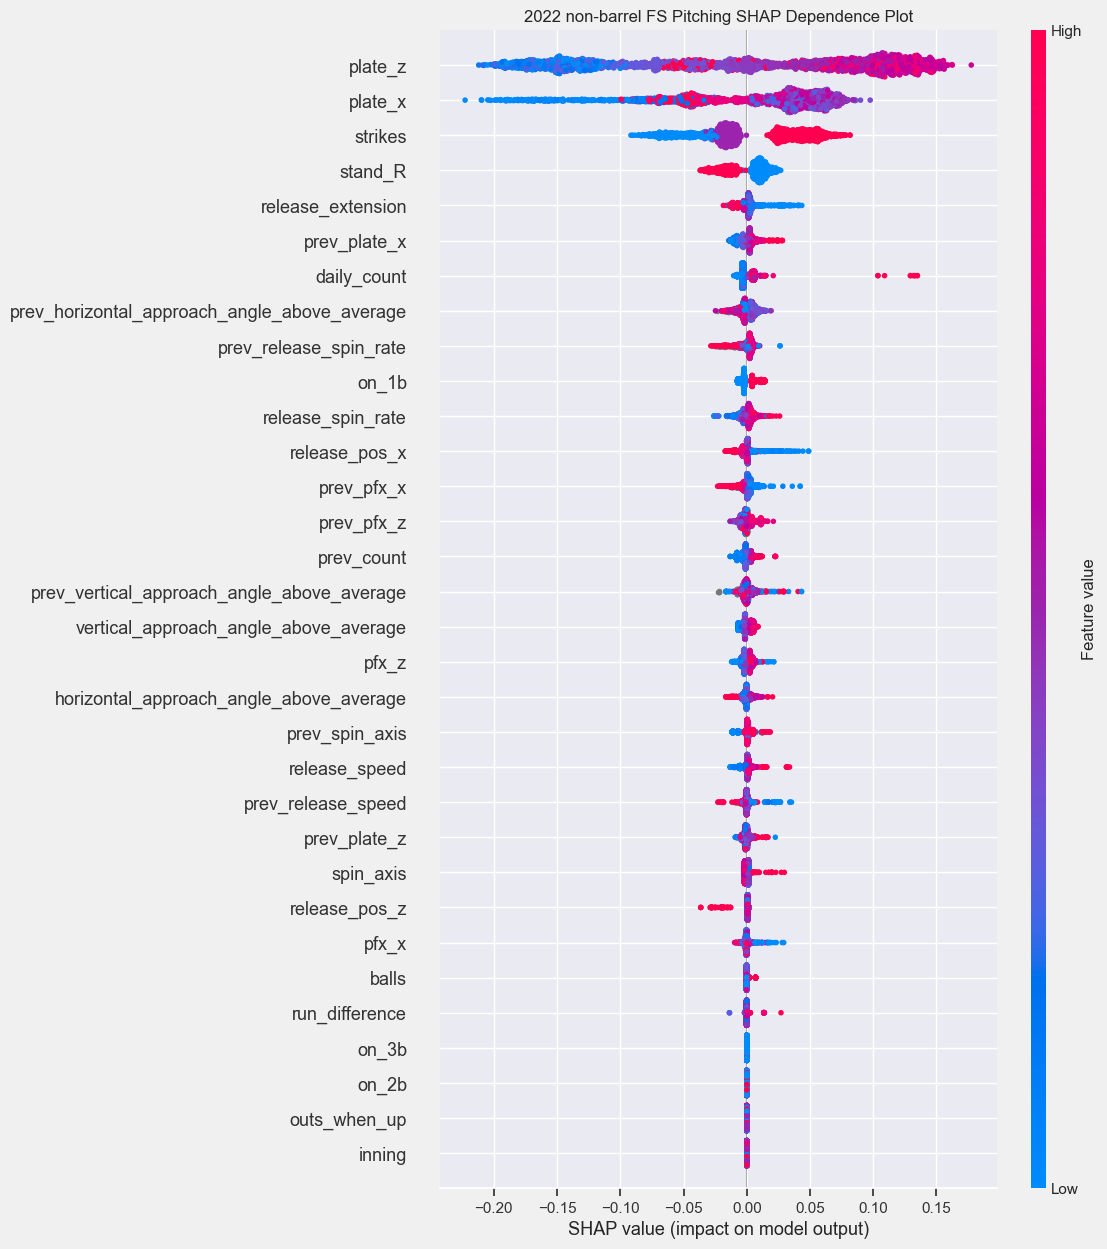 2022 non-barrel FS Pitching SHAP Dependence Plot
High
plate_z
plate_x
strikes
stand_R
release_extension
prev_plate_x
daily_count
prev_horizontal_approach_angle_above_average
prev_release_spin_rate
on_1b
release_spin_rate
release_pos_x
prev_pfx_x
prev_pfx_z
prev_count
prev_vertical_approach_angle_above_average
vertical_approach_angle_above_average
pfx_z
horizontal_approach_angle_above_average
prev_spin_axis
release_speed
prev_release_speed
prev_plate_z
spin_axis
release_pos_z
pfx_x
balls
run_difference
on_3b
on_2b
outs_when_up
inning
Feature value
Low
−0.20 −0.15 −0.10 −0.05 0.00 0.05 0.10 0.15
SHAP value (impact on model output)